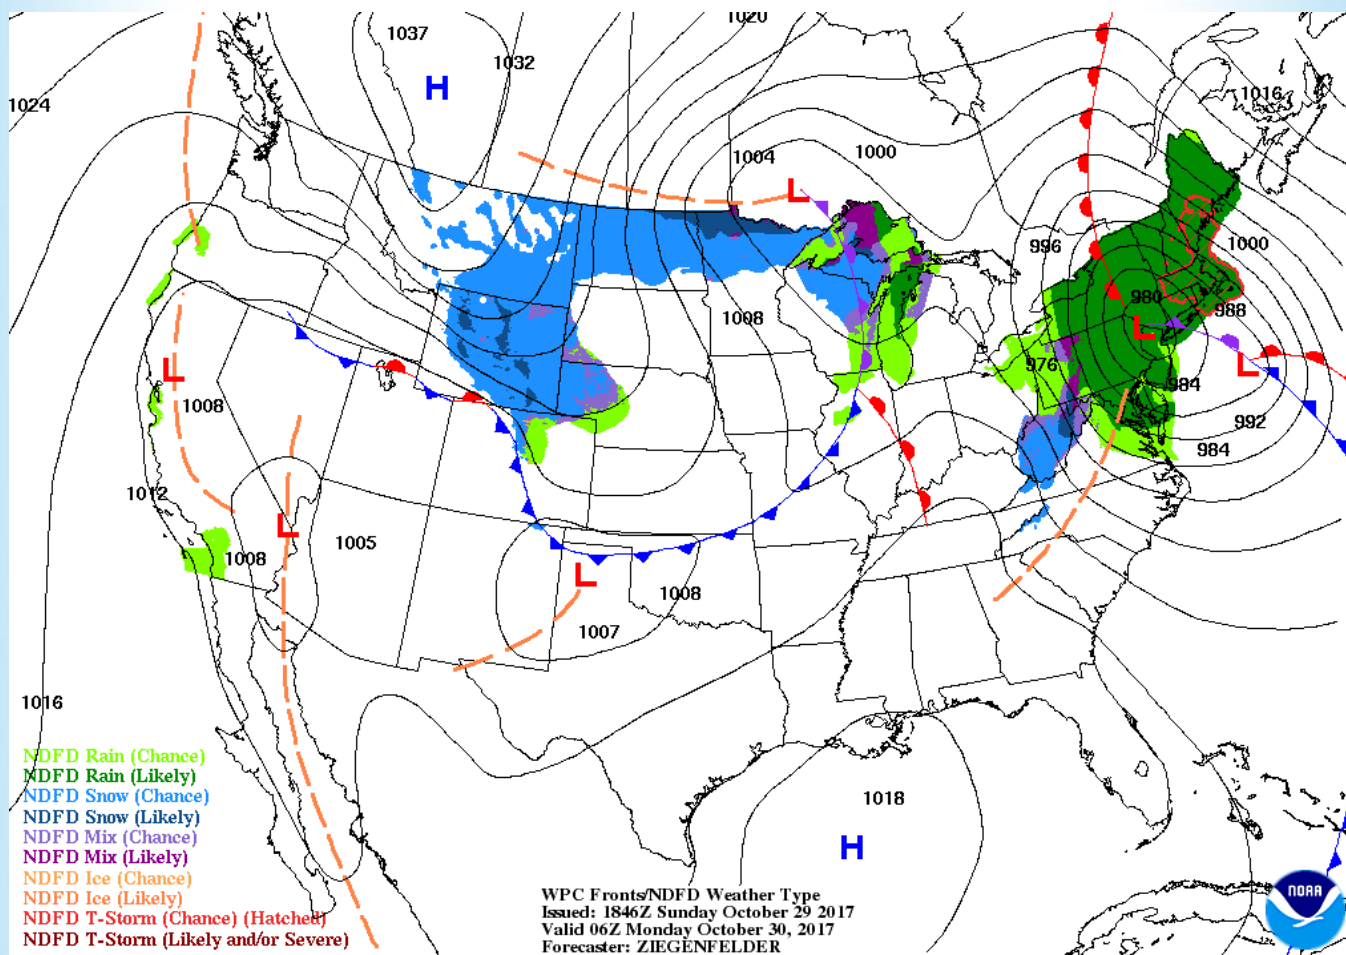 1037
1020
1032
H
1024
1016
1004
1000
L
996
1000
980
988
1008
L
976
L
L
984
1008
992
984
1012
L
1005
1008
L
1008
1007
1016
1018
H
NDFD Rain (Chance)
NDFD Rain (Likely)
NDFD Snow (Chance)
NDFD Snow (Likely)
NDFD Mix (Chance)
NDFD Mix (Likely)
NDFD Ice (Chance)
NDFD Ice (Likely)
NDFD T-Storm (Chance) (Hatched)
NDFD T-Storm (Likely and/or Severe)
WPC Fronts/NDFD Weather Type
Issued: 1846Z Sunday October 29 2017
Valid 06Z Monday October 30, 2017
Forecaster: ZIEGENFELDER
NOAA